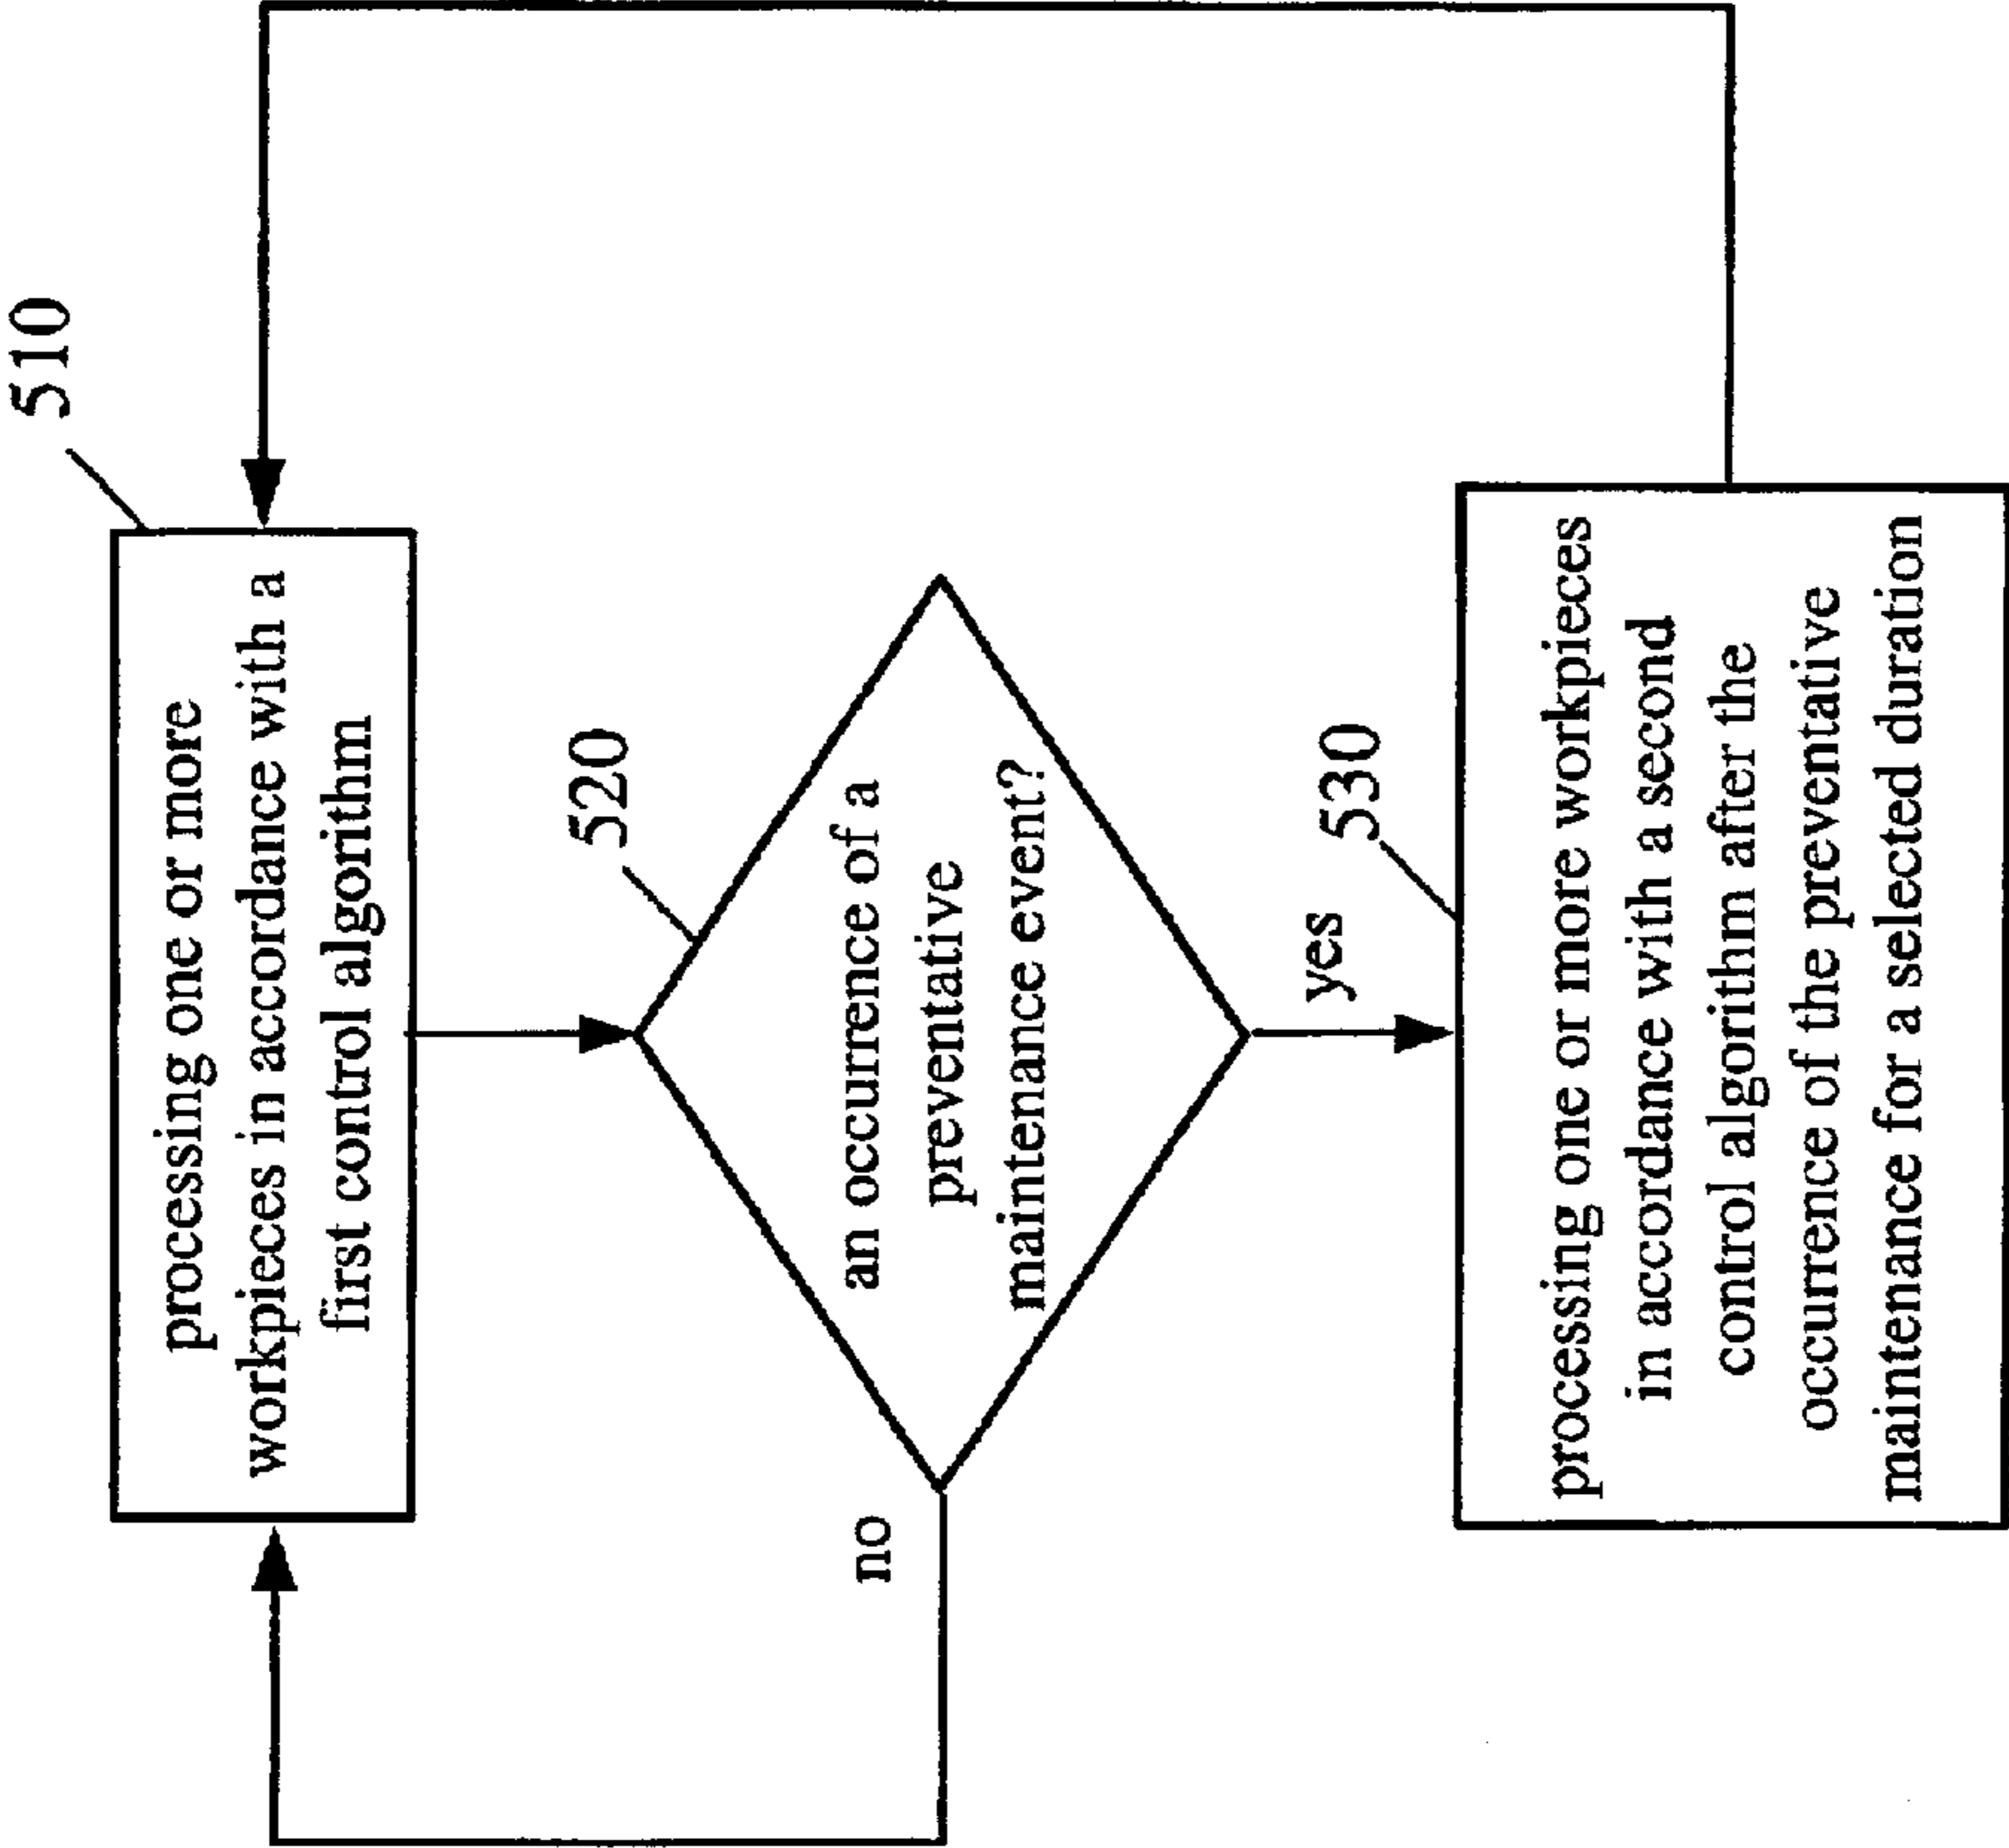 510
processing one or more
workpieces in accordance with a
first control algorithm
520
an occurrence of a
preventative
maintenance event?
no
yes
530
processing one or more workpieces
in accordance with a second
control algorithm after the
occurrence of the preventative
maintenance for a selected duration